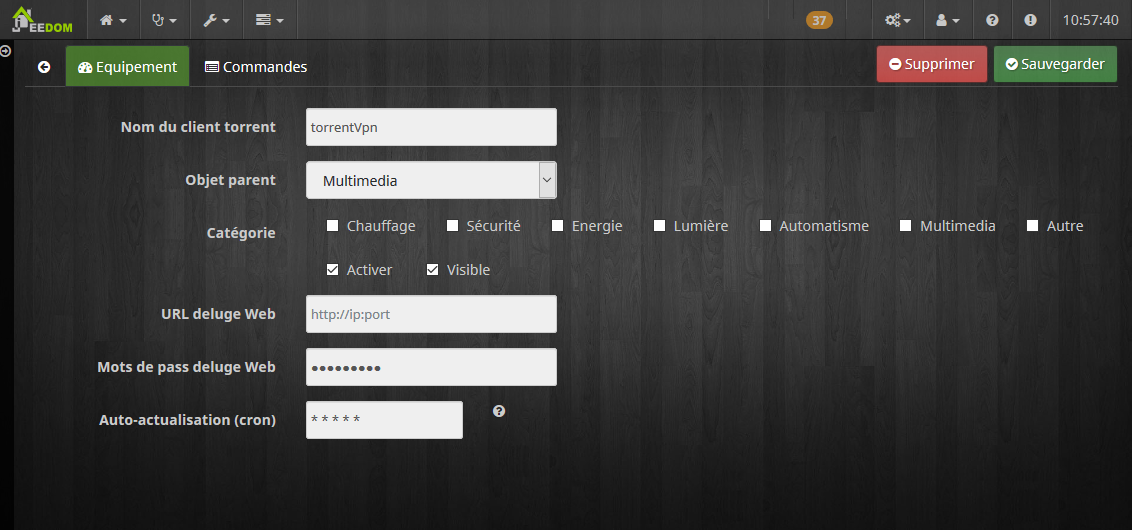 JEEDOM 37 10:57:40
Equipement Commandes Supprimer Sauvegarder
Nom du client torrent torrentVpn
Objet parent Multimedia
Catégorie Chauffage Sécurité Energie Lumière Automatisme Multimedia Autre
Activer Visible
URL deluge Web http://ip:port
Mots de pass deluge Web •••••••••
Auto-actualisation (cron) * * * * * ?